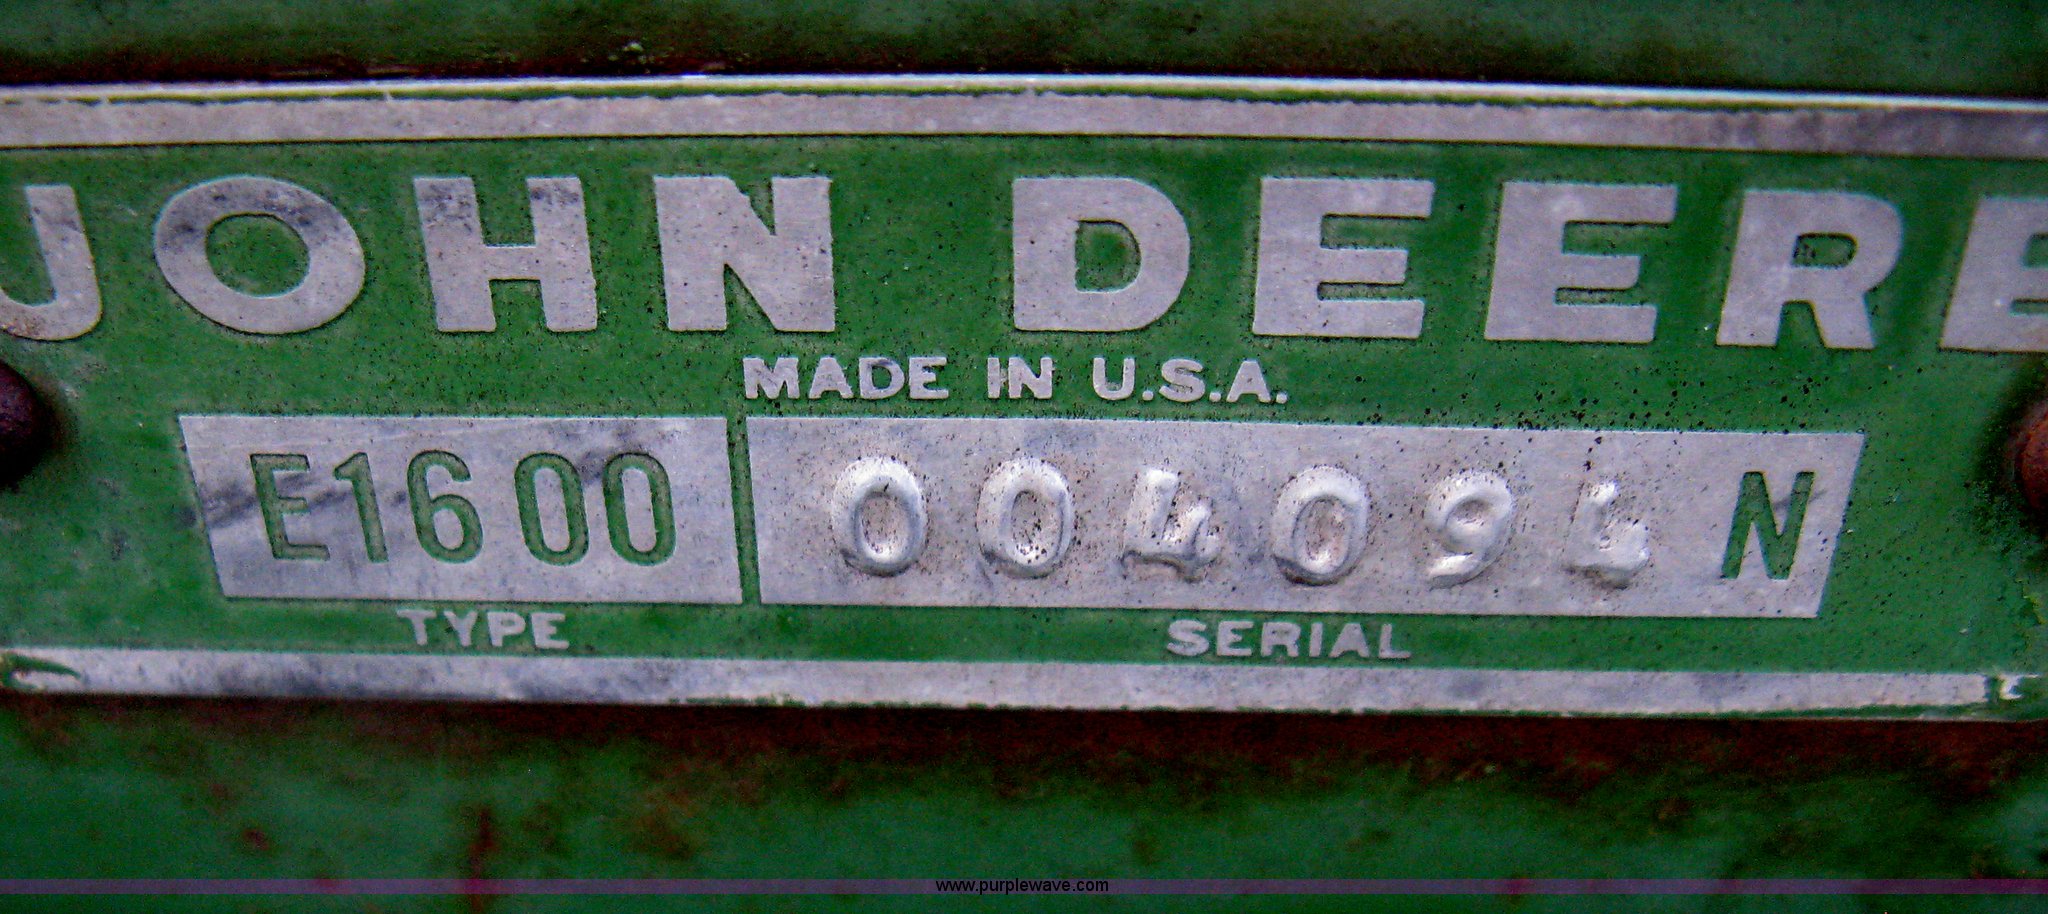 JOHN DEERE
MADE IN U.S.A.
E1600 004094 N
TYPE SERIAL
www.purplewave.com